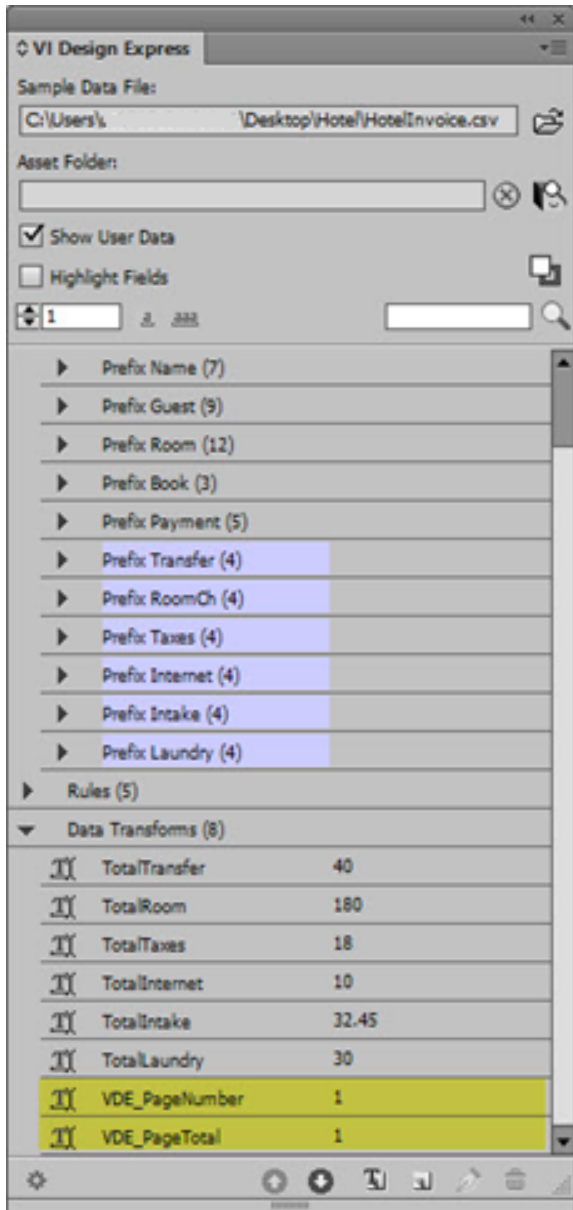 VI Design Express
Sample Data File:
C:\Users\ \Desktop\Hotel\HotelInvoice.csv
Asset Folder:
Show User Data
Highlight Fields
1 a aaa
Prefix Name (7)
Prefix Guest (9)
Prefix Room (12)
Prefix Book (3)
Prefix Payment (5)
Prefix Transfer (4)
Prefix RoomCh (4)
Prefix Taxes (4)
Prefix Internet (4)
Prefix Intake (4)
Prefix Laundry (4)
Rules (5)
Data Transforms (8)
TotalTransfer 40
TotalRoom 180
TotalTaxes 18
TotalInternet 10
TotalIntake 32.45
TotalLaundry 30
VDE_PageNumber 1
VDE_PageTotal 1